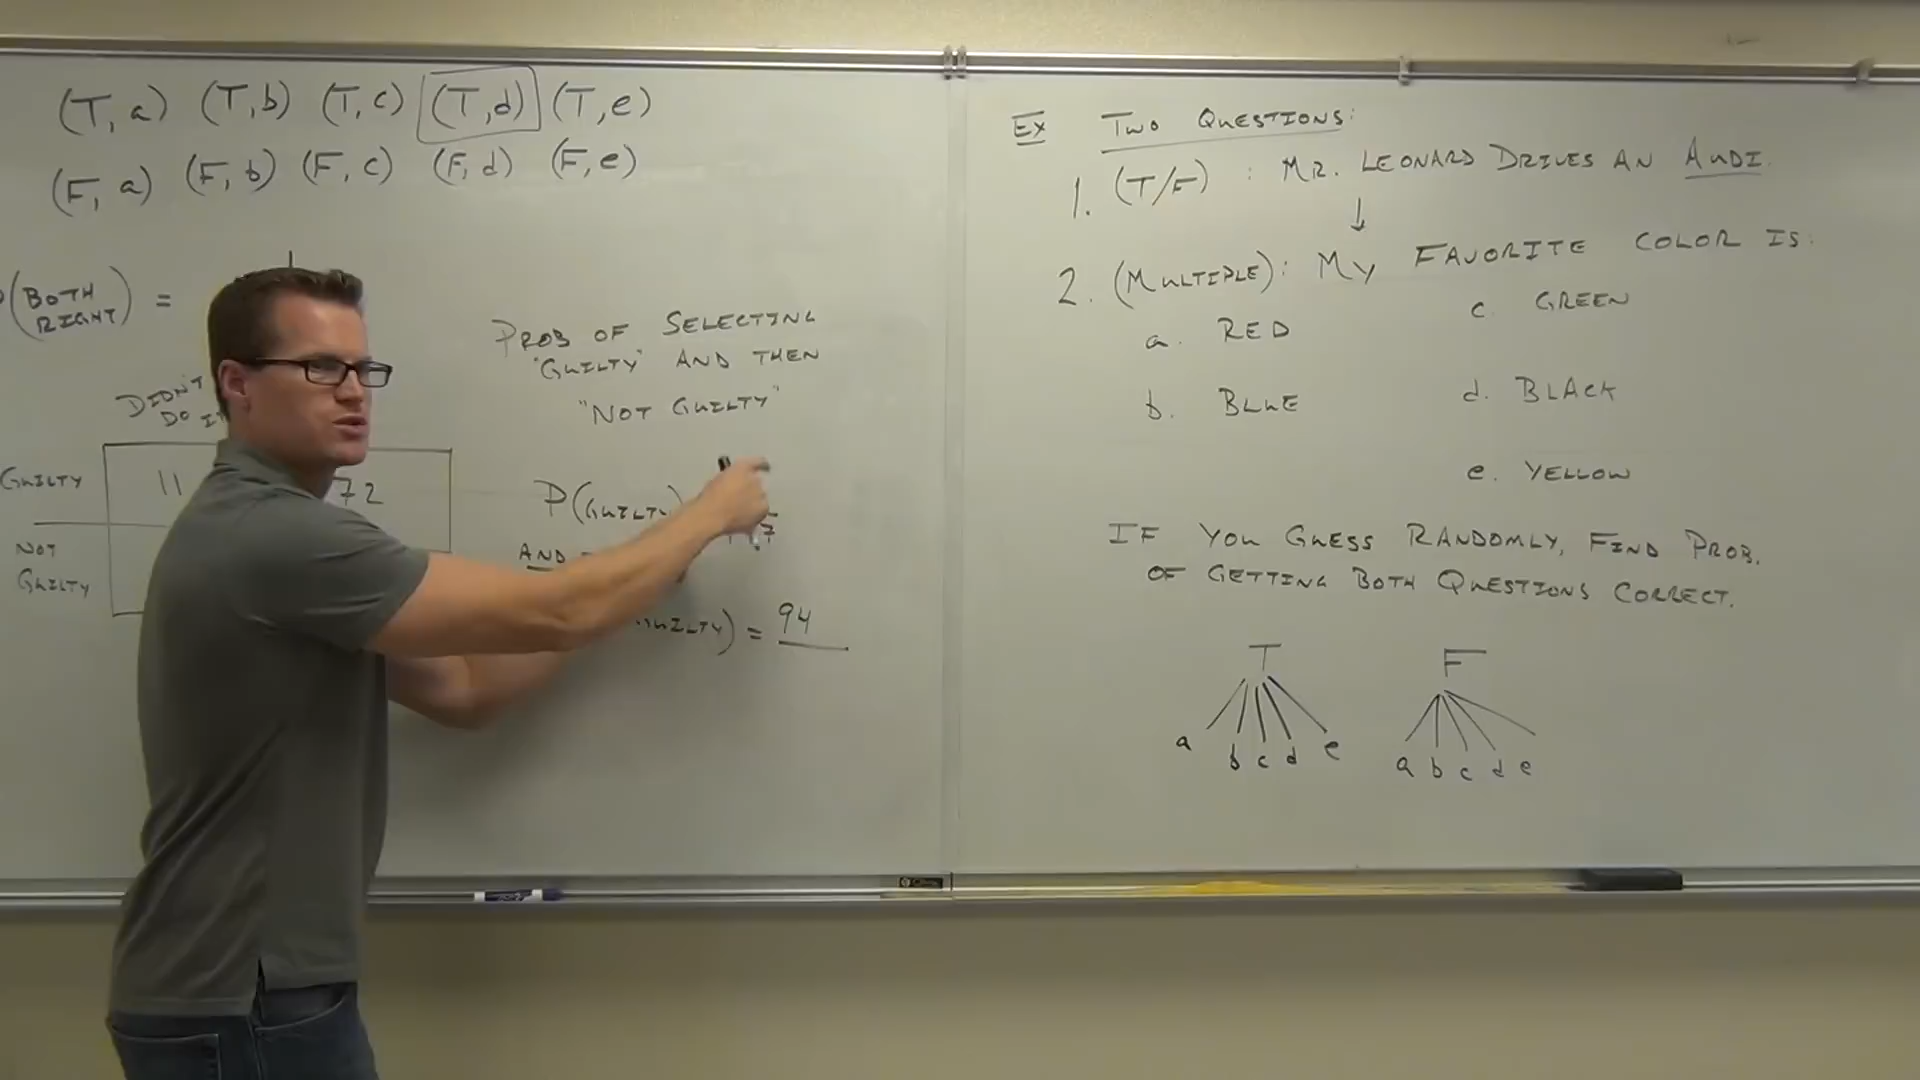 (T, a) (T, b) (T, c) (T, d) (T, e)
(F, a) (F, b) (F, c) (F, d) (F, e)
(BOTH RIGHT) =
DIDN'T
DO
GUILTY 11 72
NOT
GUILTY
PROB OF SELECTING
"GUILTY" AND THEN
"NOT GUILTY"
P(GUILTY) 7
AND
GUILTY) = 94
EX TWO QUESTIONS:
1. (T/F) : MR. LEONARD DRIVES AN AUDI.
↓
2. (MULTIPLE): MY FAVORITE COLOR IS:
a. RED
b. BLUE
c. GREEN
d. BLACK
e. YELLOW
IF YOU GUESS RANDOMLY, FIND PROB.
OF GETTING BOTH QUESTIONS CORRECT.
T F
a b c d e a b c d e